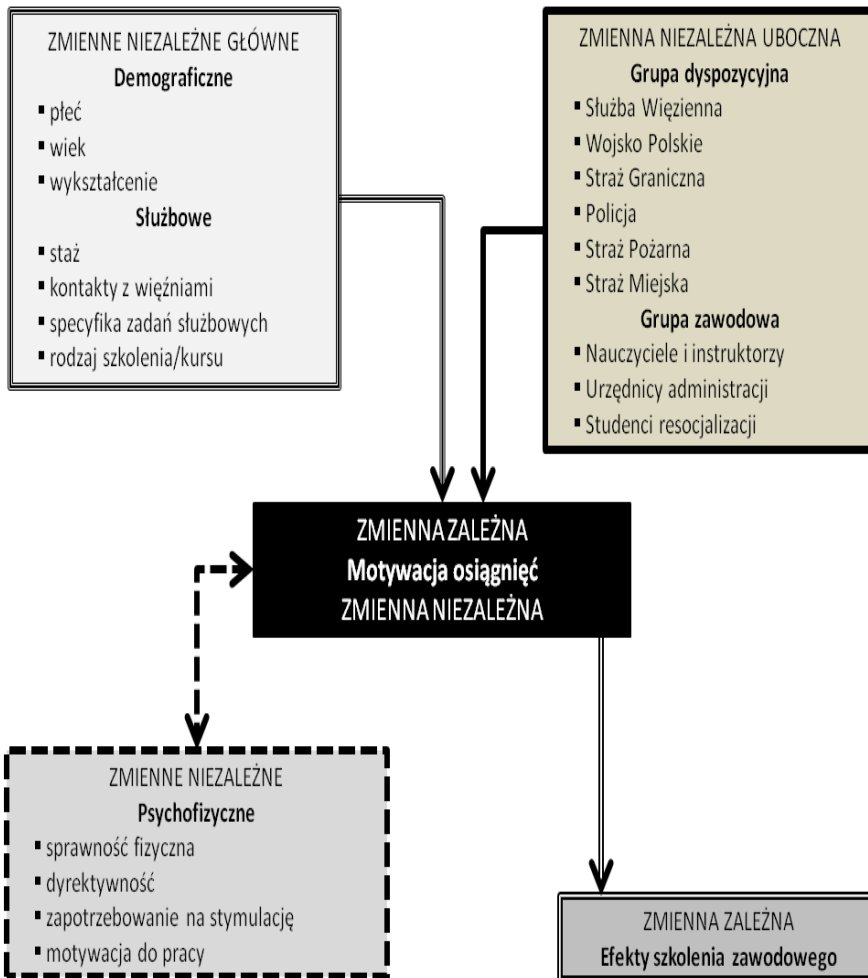 ZMIENNE NIEZALEŻNE GŁÓWNE
Demograficzne
▪ płeć
▪ wiek
▪ wykształcenie
Służbowe
▪ staż
▪ kontakty z więźniami
▪ specyfika zadań służbowych
▪ rodzaj szkolenia/kursu
ZMIENNA NIEZALEŻNA UBOCZNA
Grupa dyspozycyjna
▪ Służba Więzienna
▪ Wojsko Polskie
▪ Straż Graniczna
▪ Policja
▪ Straż Pożarna
▪ Straż Miejska
Grupa zawodowa
▪ Nauczyciele i instruktorzy
▪ Urzędnicy administracji
▪ Studenci resocjalizacji
ZMIENNA ZALEŻNA
Motywacja osiągnięć
ZMIENNA NIEZALEŻNA
ZMIENNE NIEZALEŻNE
Psychofizyczne
▪ sprawność fizyczna
▪ dyrektywność
▪ zapotrzebowanie na stymulację
▪ motywacja do pracy
ZMIENNA ZALEŻNA
Efekty szkolenia zawodowego